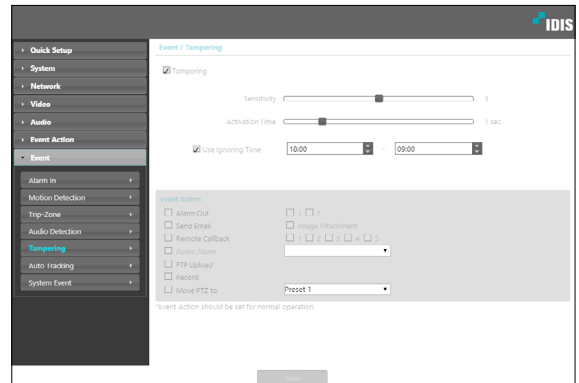 IDIS
Quick Setup
System
Network
Video
Audio
Event Action
Event
Alarm In
Motion Detection
Trip-Zone
Audio Detection
Tampering
Auto Tracking
System Event
Event / Tampering
Tampering
Sensitivity 5
Activation Time 1 sec.
Use Ignoring Time 18:00 ~ 09:00
Event Action
Alarm Out 1 2
Send Email Image Attachment
Remote Callback 1 2 3 4 5
Audio Alarm
FTP Upload
Record
Move PTZ to Preset 1
*Event Action should be set for normal operation.
Save